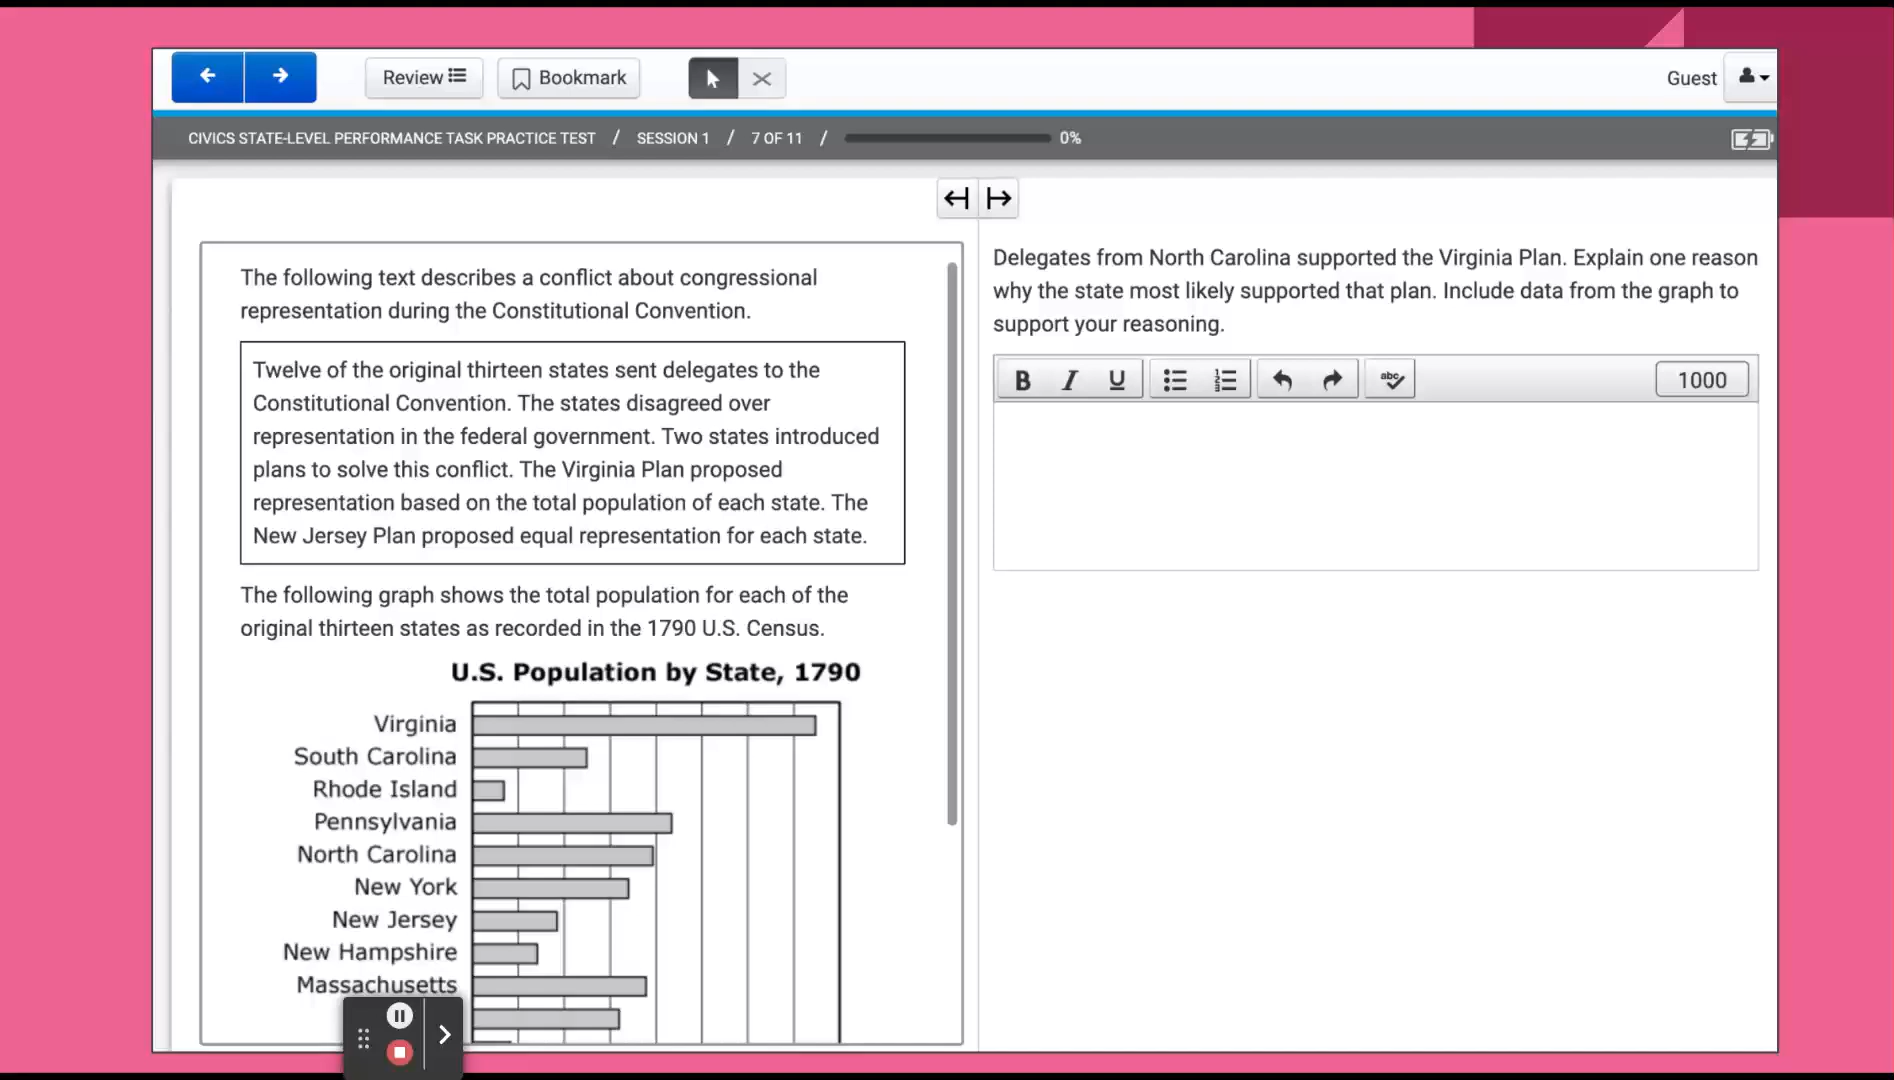 Review
Bookmark
Guest
CIVICS STATE-LEVEL PERFORMANCE TASK PRACTICE TEST / SESSION 1 / 7 OF 11 / 0%
The following text describes a conflict about congressional
representation during the Constitutional Convention.
Twelve of the original thirteen states sent delegates to the
Constitutional Convention. The states disagreed over
representation in the federal government. Two states introduced
plans to solve this conflict. The Virginia Plan proposed
representation based on the total population of each state. The
New Jersey Plan proposed equal representation for each state.
The following graph shows the total population for each of the
original thirteen states as recorded in the 1790 U.S. Census.
U.S. Population by State, 1790
Virginia
South Carolina
Rhode Island
Pennsylvania
North Carolina
New York
New Jersey
New Hampshire
Massachusetts
Delegates from North Carolina supported the Virginia Plan. Explain one reason
why the state most likely supported that plan. Include data from the graph to
support your reasoning.
B I U
abc
1000